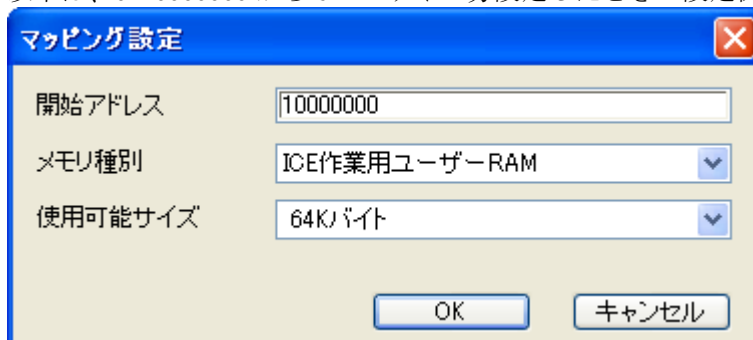 マッピング設定
開始アドレス 10000000
メモリ種別 ICE作業用ユーザーRAM
使用可能サイズ 64Kバイト
OK キャンセル